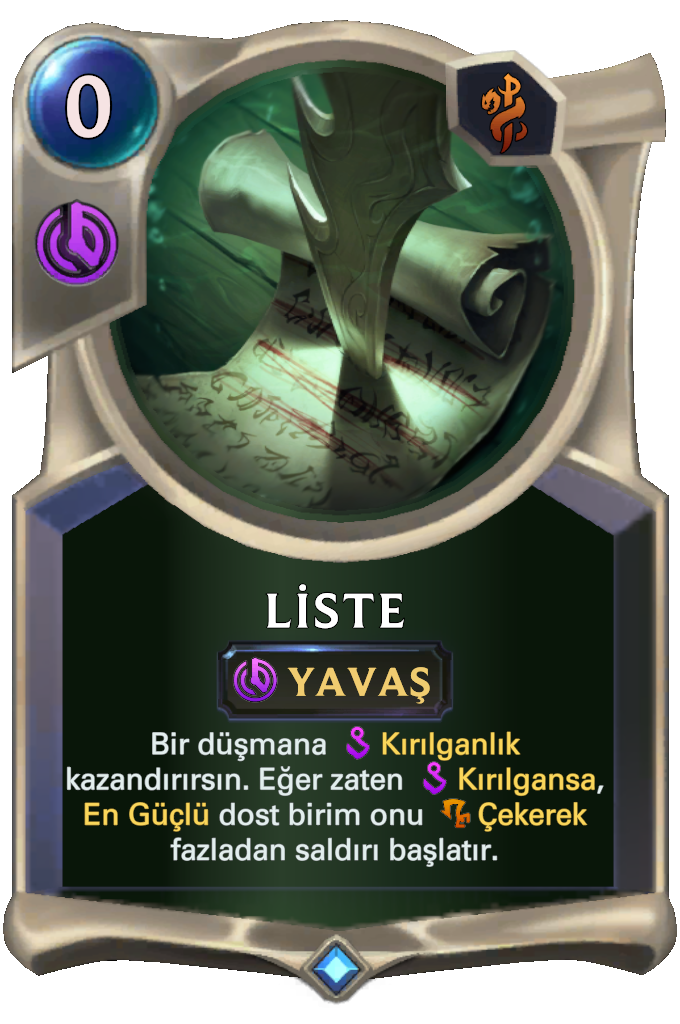 0
LİSTE
YAVAŞ
Bir düşmana Kırılganlık
kazandırırsın. Eğer zaten Kırılgansa,
En Güçlü dost birim onu Çekerek
fazladan saldırı başlatır.